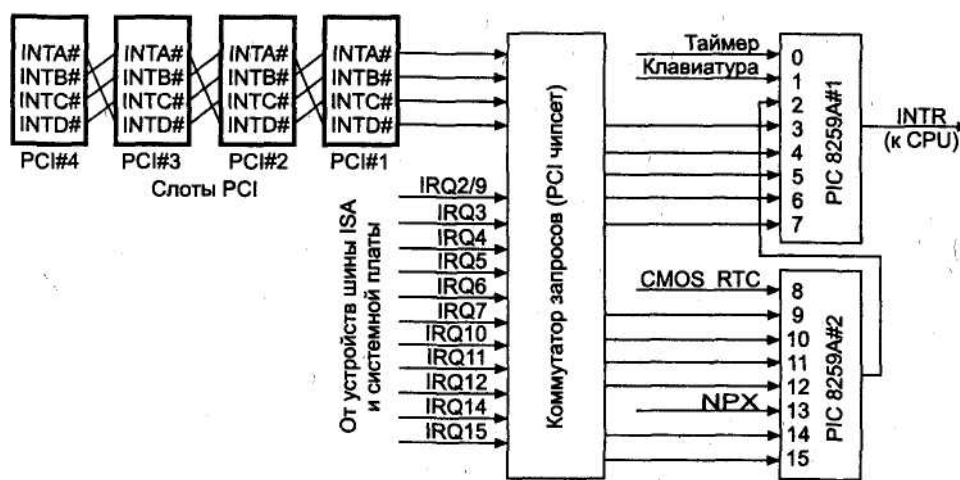 INTA# INTA# INTA# INTA#
INTB# INTB# INTB# INTB#
INTC# INTC# INTC# INTC#
INTD# INTD# INTD# INTD#
PCI#4 PCI#3 PCI#2 PCI#1
Слоты PCI
От устройств шины ISA
и системной платы
IRQ2/9
IRQ3
IRQ4
IRQ5
IRQ6
IRQ7
IRQ10
IRQ11
IRQ12
IRQ14
IRQ15
Коммутатор запросов (PCI чипсет)
Таймер
Клавиатура
0
1
2
3
4
5
6
7
PIC 8259A#1
INTR
(к CPU)
CMOS RTC
NPX
8
9
10
11
12
13
14
15
PIC 8259A#2